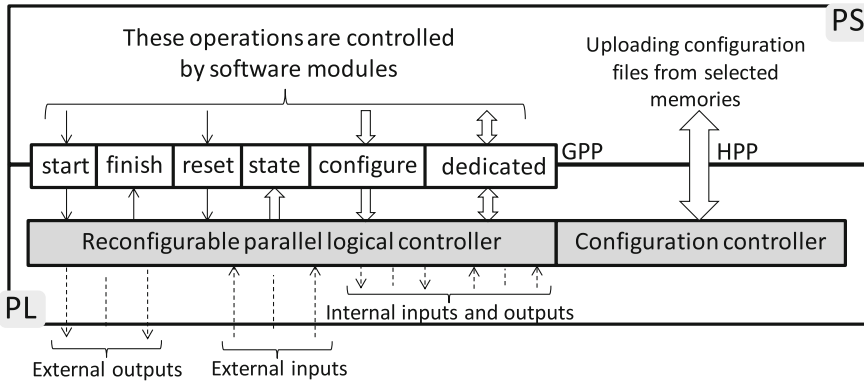 PS
These operations are controlled
by software modules
Uploading configuration
files from selected
memories
start finish reset state configure dedicated
GPP
HPP
Reconfigurable parallel logical controller
Configuration controller
PL
Internal inputs and outputs
External outputs
External inputs